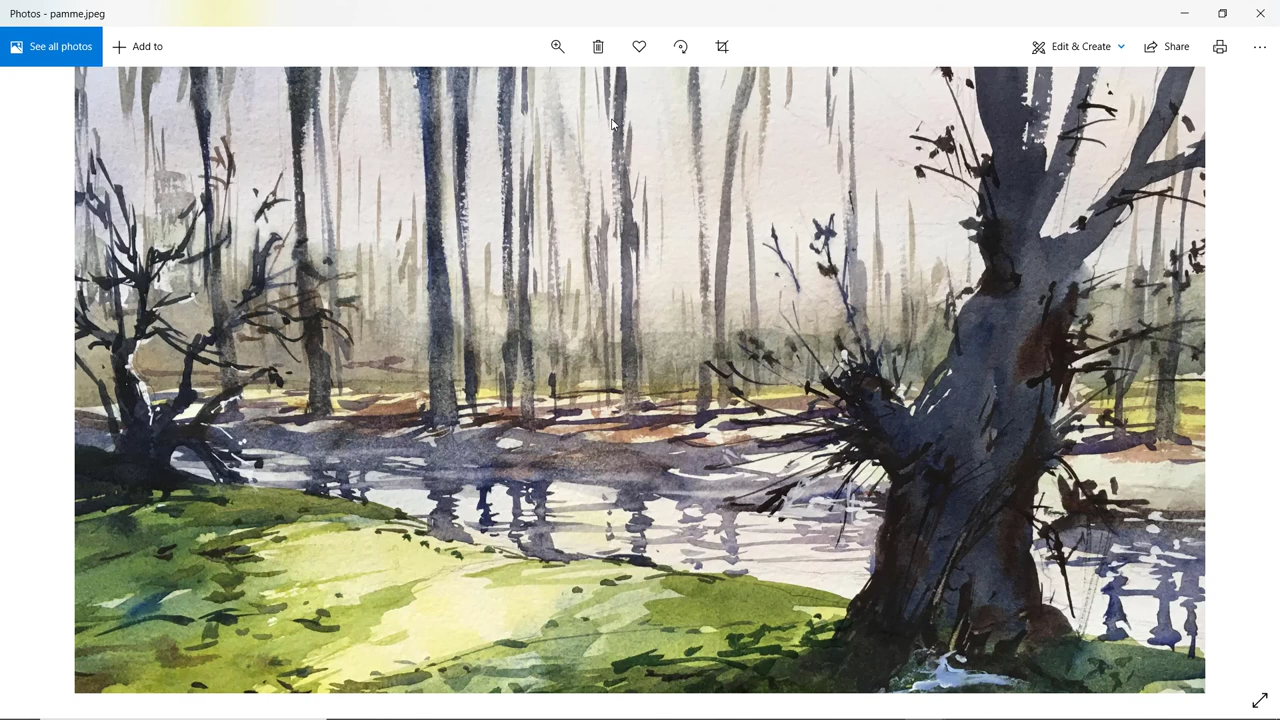 Photos - pamme.jpeg
See all photos
Add to
Edit & Create
Share